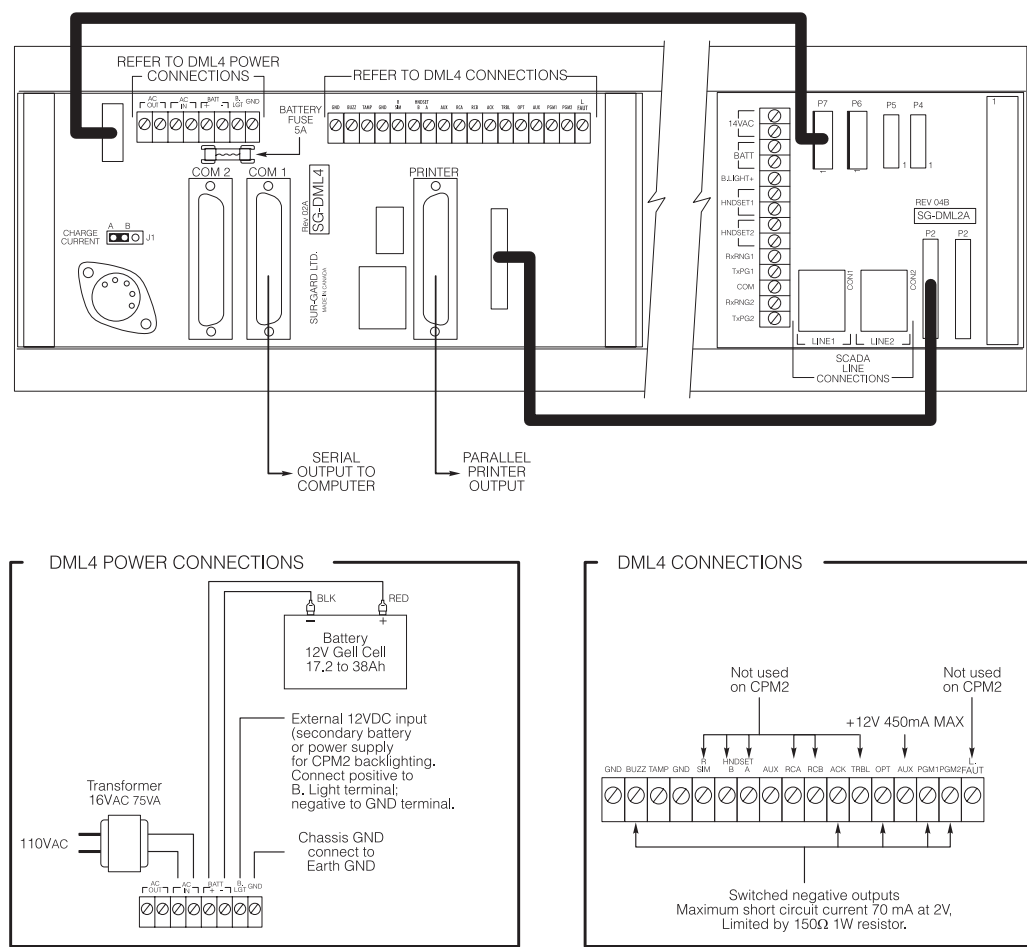 REFER TO DML4 POWER
CONNECTIONS
REFER TO DML4 CONNECTIONS
AC
OUT
AC
IN
BATT
+ -
B.
LGT
GND
BATTERY
FUSE
5A
GND BUZZ TAMP GND R SIM HNDSET B A AUX RCA RCB ACK TRBL OPT AUX PGM1 PGM2 L FAUT
COM 2
COM 1
Rev 02A
SG-DML4
PRINTER
CHARGE
CURRENT
A B
J1
SUR-GARD LTD.
MADE IN CANADA
14VAC
BATT
B.LIGHT+
HNDSET1
HNDSET2
RxRNG1
TxPG1
COM
RxRNG2
TxPG2
P7
P6
P5
P4
1
1
1
1
1
REV 04B
SG-DML2A
P2
P2
CON1
CON2
LINE1
LINE2
SCADA
LINE
CONNECTIONS
SERIAL
OUTPUT TO
COMPUTER
PARALLEL
PRINTER
OUTPUT
DML4 POWER CONNECTIONS
BLK
RED
- +
Battery
12V Gell Cell
17.2 to 38Ah
External 12VDC input
(secondary battery
or power supply
for CPM2 backlighting.
Connect positive to
B. Light terminal;
negative to GND terminal.
Transformer
16VAC 75VA
110VAC
Chassis GND
connect to
Earth GND
AC
OUT
AC
IN
BATT
+ -
B.
LGT
GND
DML4 CONNECTIONS
Not used
on CPM2
Not used
on CPM2
+12V 450mA MAX
GND BUZZ TAMP GND R SIM HNDSET B A AUX RCA RCB ACK TRBL OPT AUX PGM1 PGM2 L. FAUT
Switched negative outputs
Maximum short circuit current 70 mA at 2V,
Limited by 150Ω 1W resistor.